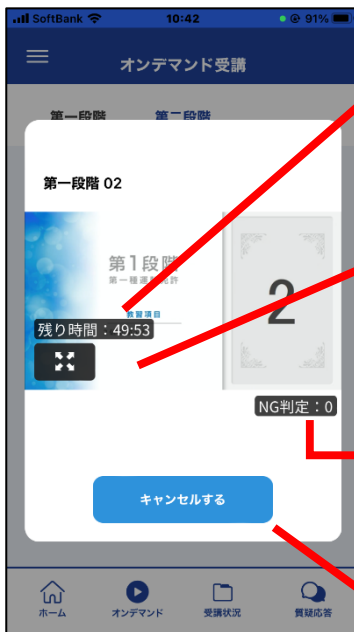 SoftBank 10:42 91%
オンデマンド受講
第一段階 第二段階
第一段階 02
第1段階
第一種運転免許
教習項目
2
残り時間：49:53
NG判定：0
キャンセルする
ホーム オンデマンド 受講状況 質疑応答